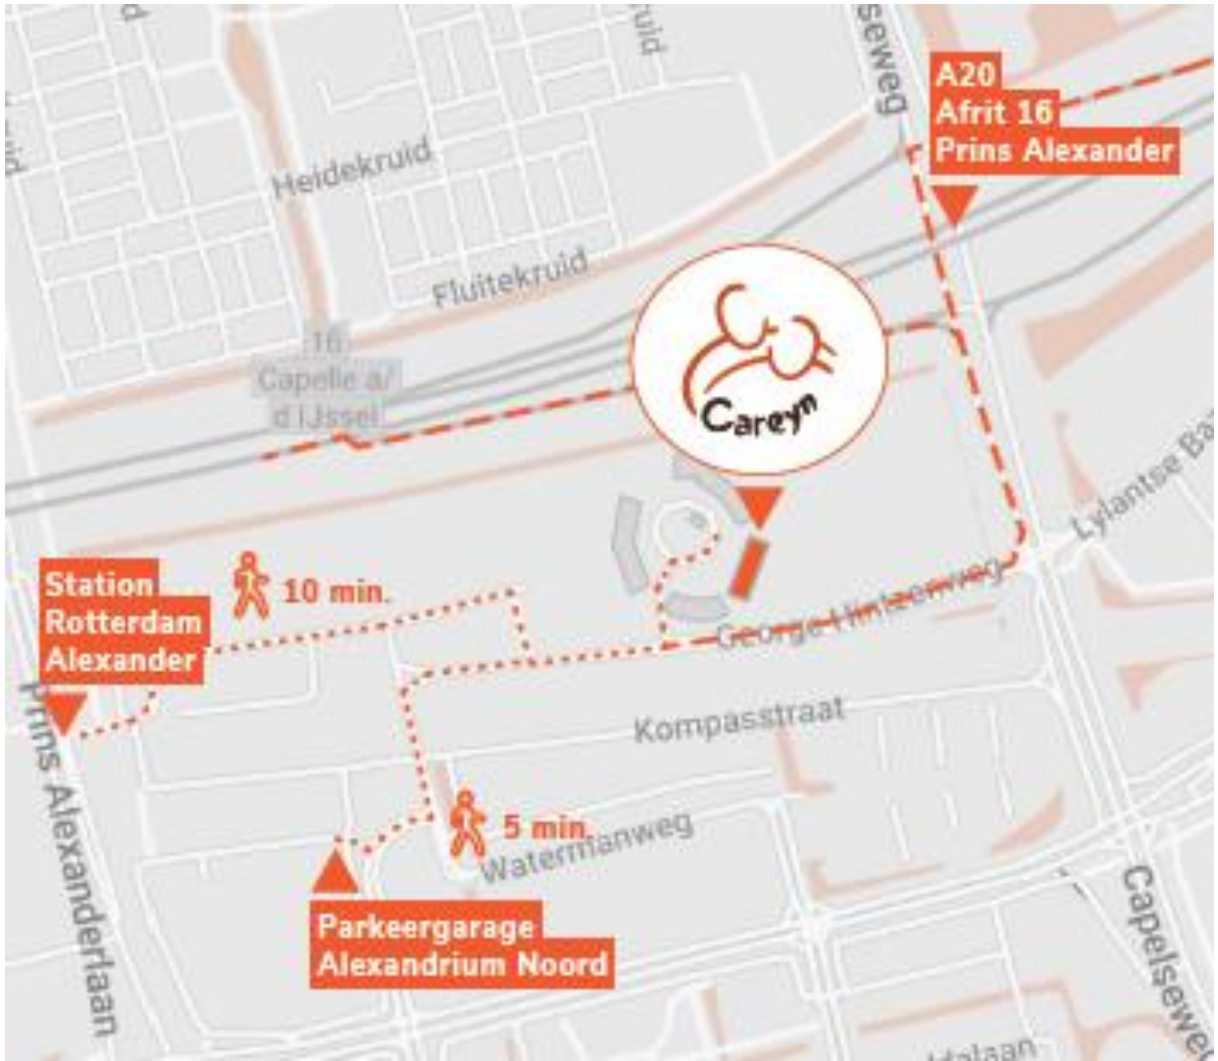 seweg
A20
Afrit 16
Prins Alexander
Heidekruid
Fluitekruid
16
Capelle a/
d IJssel
Careyn
Lylantse Ba
Station
Rotterdam
Alexander
10 min.
George Hintzenweg
Kompasstraat
Prins Alexanderlaan
5 min.
Watermanweg
Parkeergarage
Alexandrium Noord
Capelseweg